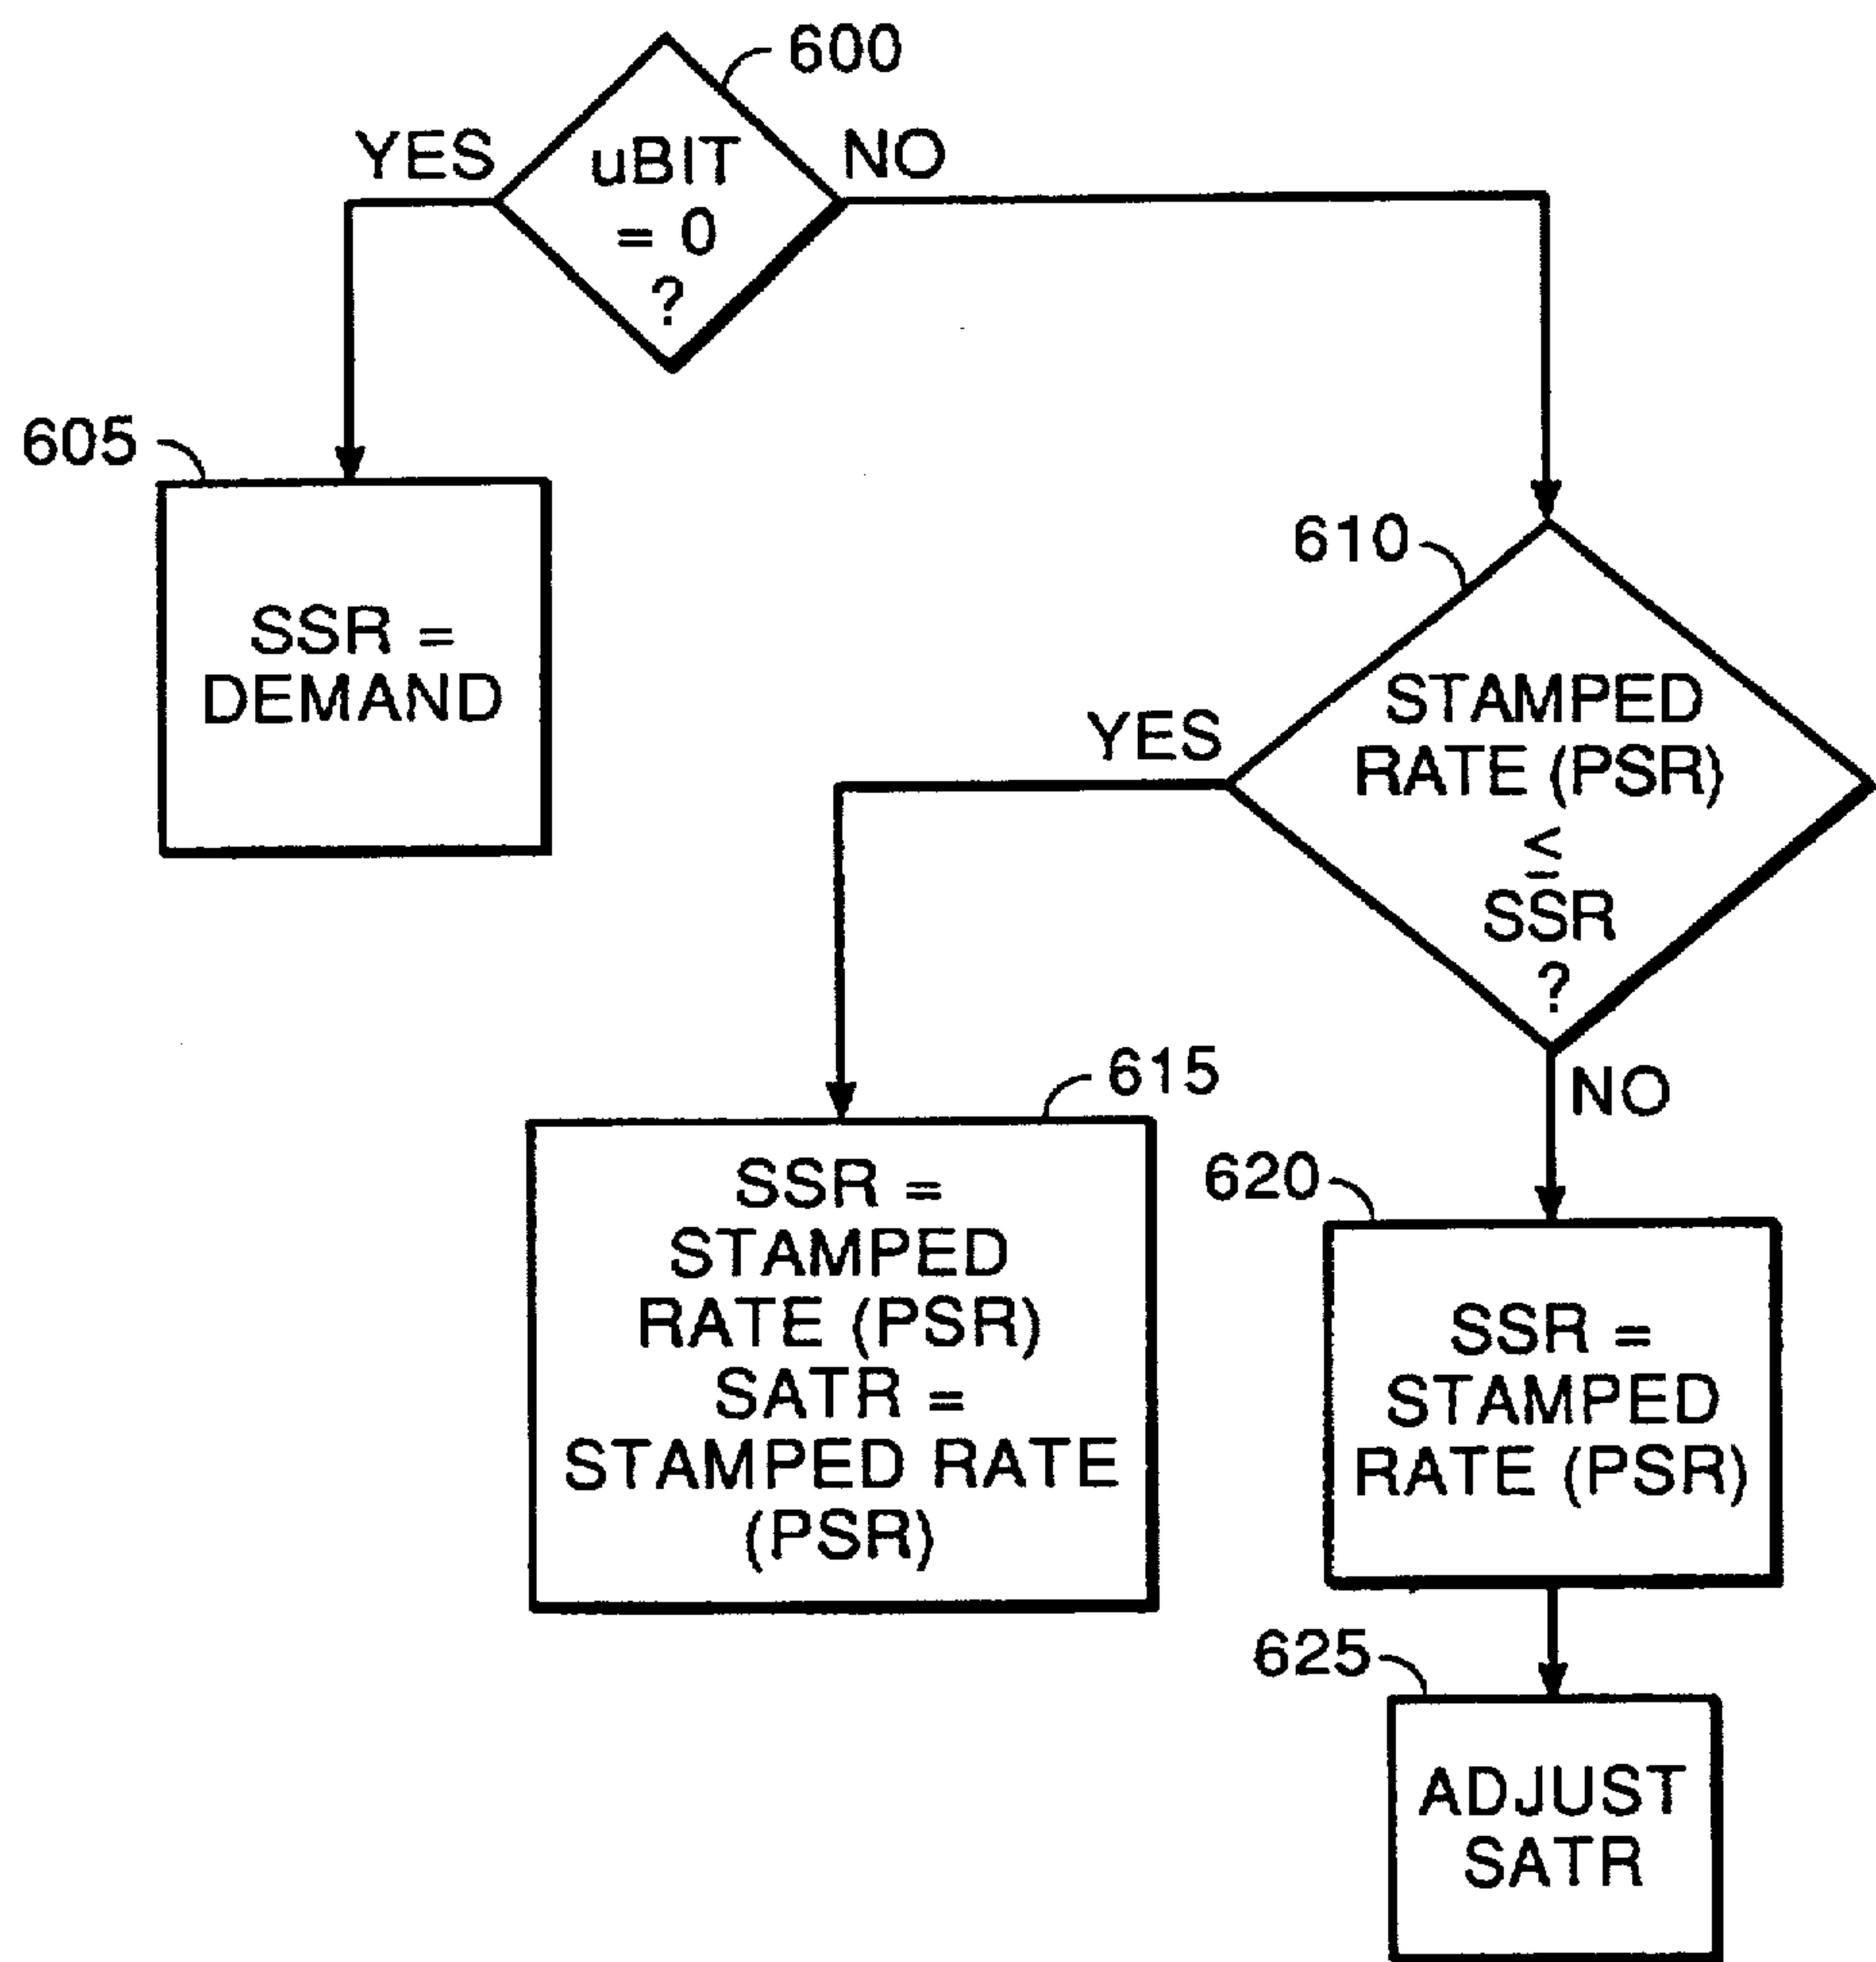 600
YES
uBIT
= 0
?
NO
605
SSR =
DEMAND
610
STAMPED
RATE (PSR)
≤
SSR
?
YES
NO
615
SSR =
STAMPED
RATE (PSR)
SATR =
STAMPED RATE
(PSR)
620
SSR =
STAMPED
RATE (PSR)
625
ADJUST
SATR